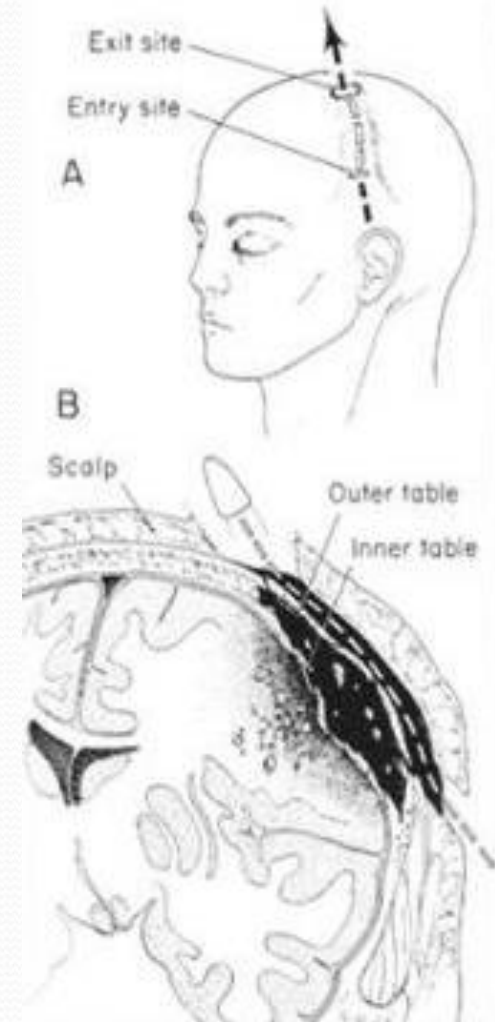 Exit site
Entry site
A
B
Scalp
Outer table
Inner table